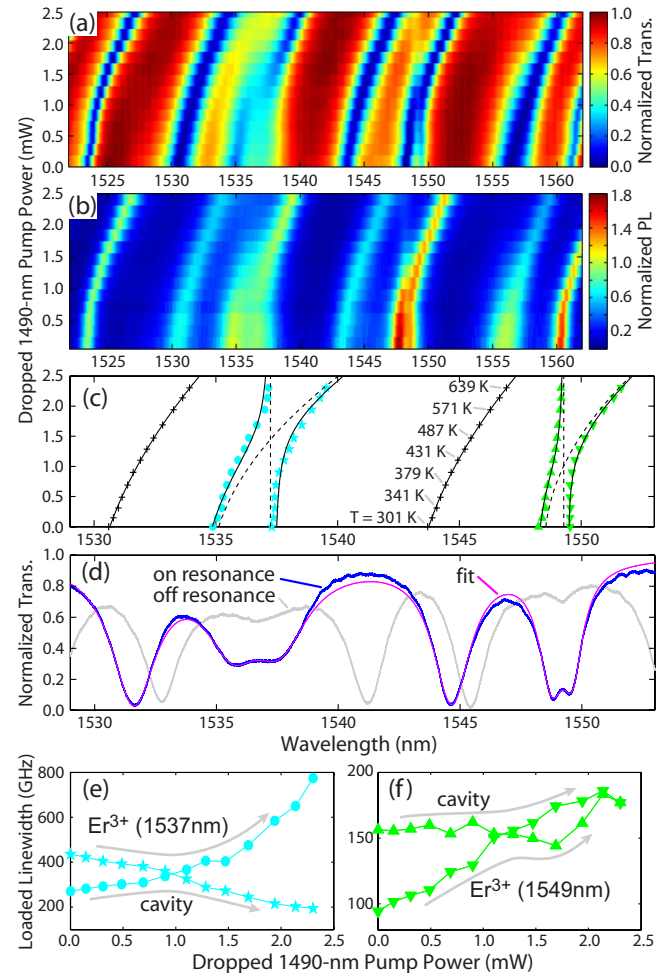 (a)
2.5
2.0
1.5
1.0
0.5
0.0
1525 1530 1535 1540 1545 1550 1555 1560
1.0
0.8
0.6
0.4
0.2
0.0
Normalized Trans.
(b)
2.5
2.0
1.5
1.0
0.5
1525 1530 1535 1540 1545 1550 1555 1560
1.8
1.4
1.0
0.6
0.2
Normalized PL
Dropped 1490-nm Pump Power (mW)
(c)
2.5
2.0
1.5
1.0
0.5
0.0
639 K
571 K
487 K
431 K
379 K
341 K
T = 301 K
1530 1535 1540 1545 1550
(d)
Normalized Trans.
1.0
0.8
0.6
0.4
0.2
0.0
on resonance
off resonance
fit
1530 1535 1540 1545 1550
Wavelength (nm)
(e)
Loaded Linewidth (GHz)
800
600
400
200
Er3+ (1537nm)
cavity
0.0 0.5 1.0 1.5 2.0 2.5
(f)
200
150
100
cavity
Er3+ (1549nm)
0.0 0.5 1.0 1.5 2.0 2.5
Dropped 1490-nm Pump Power (mW)